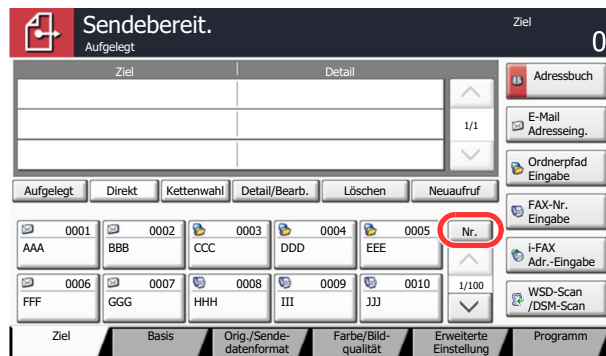 Sendebereit.
Aufgelegt
Ziel
0
Ziel Detail
1/1
Adressbuch
E-Mail
Adresseing.
Ordnerpfad
Eingabe
FAX-Nr.
Eingabe
i-FAX
Adr.-Eingabe
WSD-Scan
/DSM-Scan
Aufgelegt Direkt Kettenwahl Detail/Bearb. Löschen Neuaufruf
0001 0002 0003 0004 0005 Nr.
AAA BBB CCC DDD EEE
0006 0007 0008 0009 0010 1/100
FFF GGG HHH III JJJ
Ziel Basis Orig./Sende-
datenformat Farbe/Bild-
qualität Erweiterte
Einstellung Programm